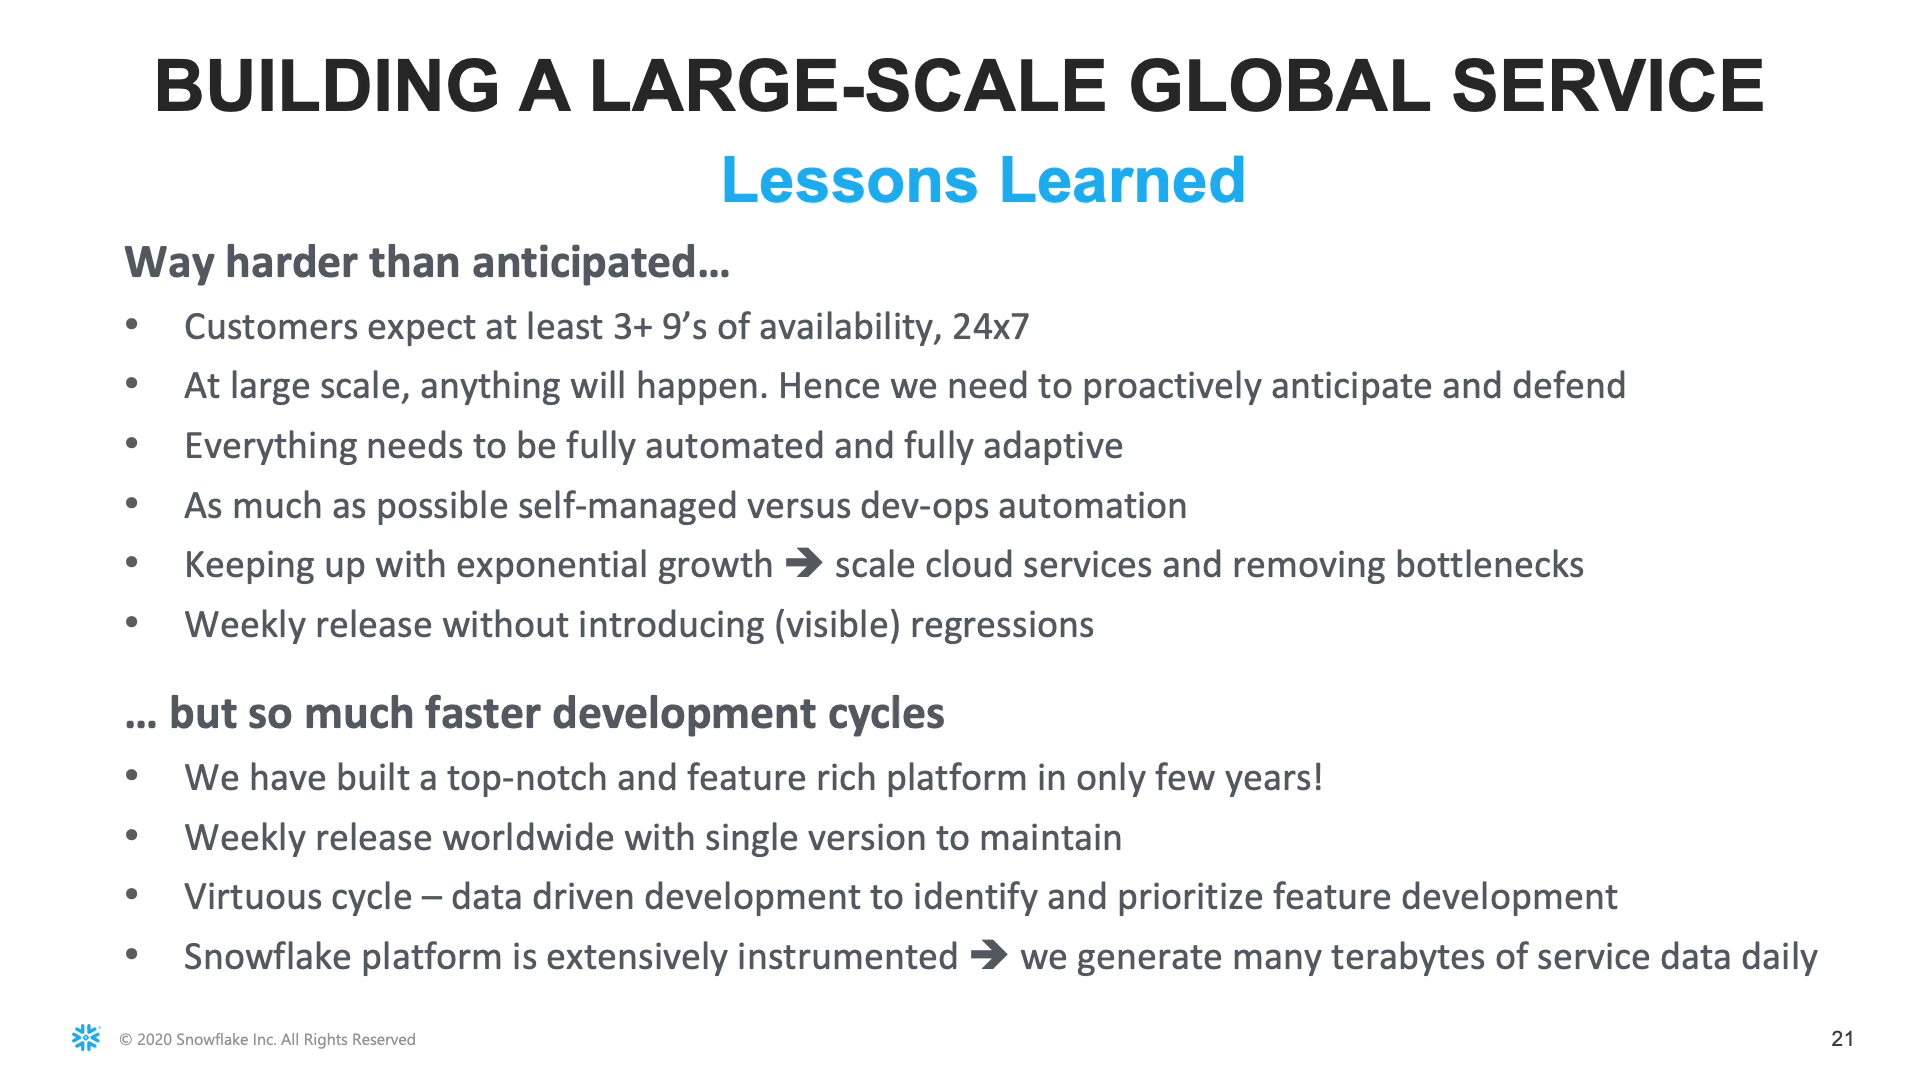 BUILDING A LARGE-SCALE GLOBAL SERVICE
Lessons Learned
Way harder than anticipated…
• Customers expect at least 3+ 9’s of availability, 24x7
• At large scale, anything will happen. Hence we need to proactively anticipate and defend
• Everything needs to be fully automated and fully adaptive
• As much as possible self-managed versus dev-ops automation
• Keeping up with exponential growth ➔ scale cloud services and removing bottlenecks
• Weekly release without introducing (visible) regressions
… but so much faster development cycles
• We have built a top-notch and feature rich platform in only few years!
• Weekly release worldwide with single version to maintain
• Virtuous cycle – data driven development to identify and prioritize feature development
• Snowflake platform is extensively instrumented ➔ we generate many terabytes of service data daily
© 2020 Snowflake Inc. All Rights Reserved
21